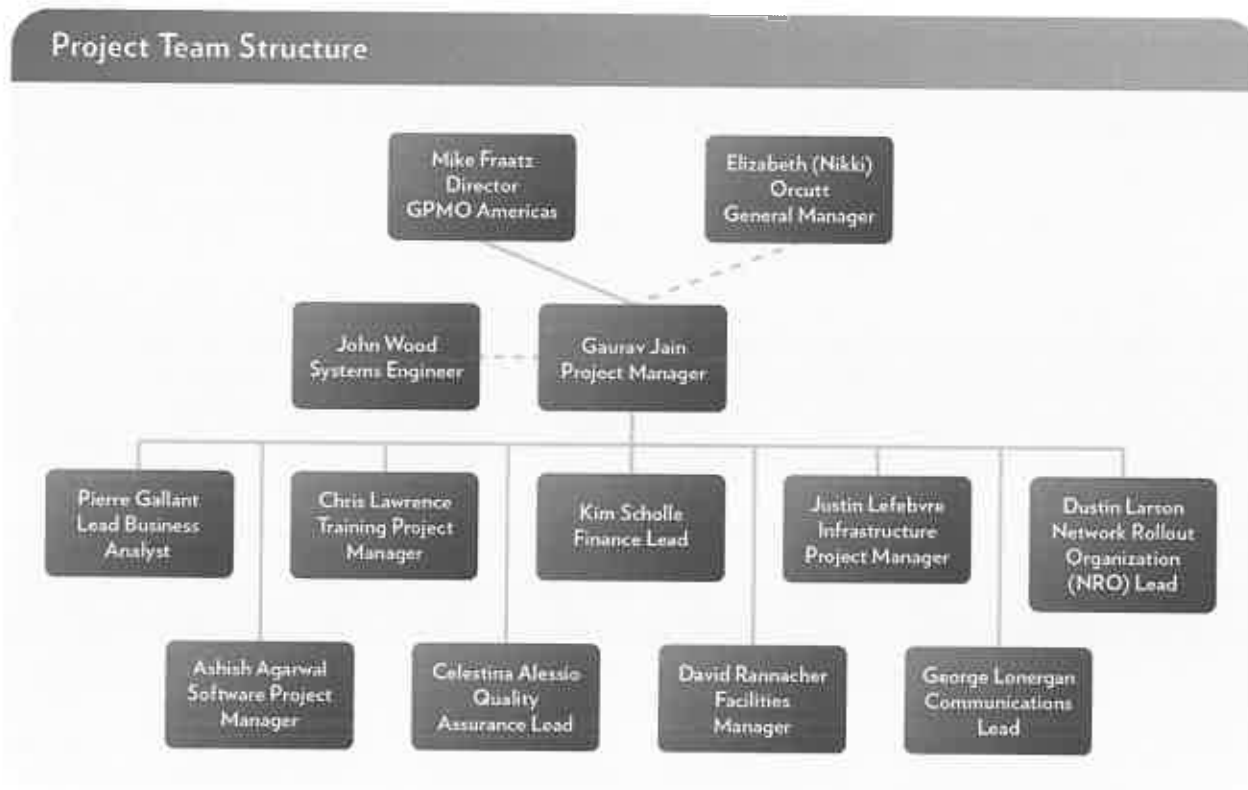 Project Team Structure
Mike Fraatz
Director
GPMO Americas
Elizabeth (Nikki)
Orcutt
General Manager
John Wood
Systems Engineer
Gaurav Jain
Project Manager
Pierre Gallant
Lead Business
Analyst
Chris Lawrence
Training Project
Manager
Kim Scholle
Finance Lead
Justin Lefebvre
Infrastructure
Project Manager
Dustin Larson
Network Rollout
Organization
(NRO) Lead
Ashish Agarwal
Software Project
Manager
Celestina Alessio
Quality
Assurance Lead
David Rannacher
Facilities
Manager
George Lonergan
Communications
Lead